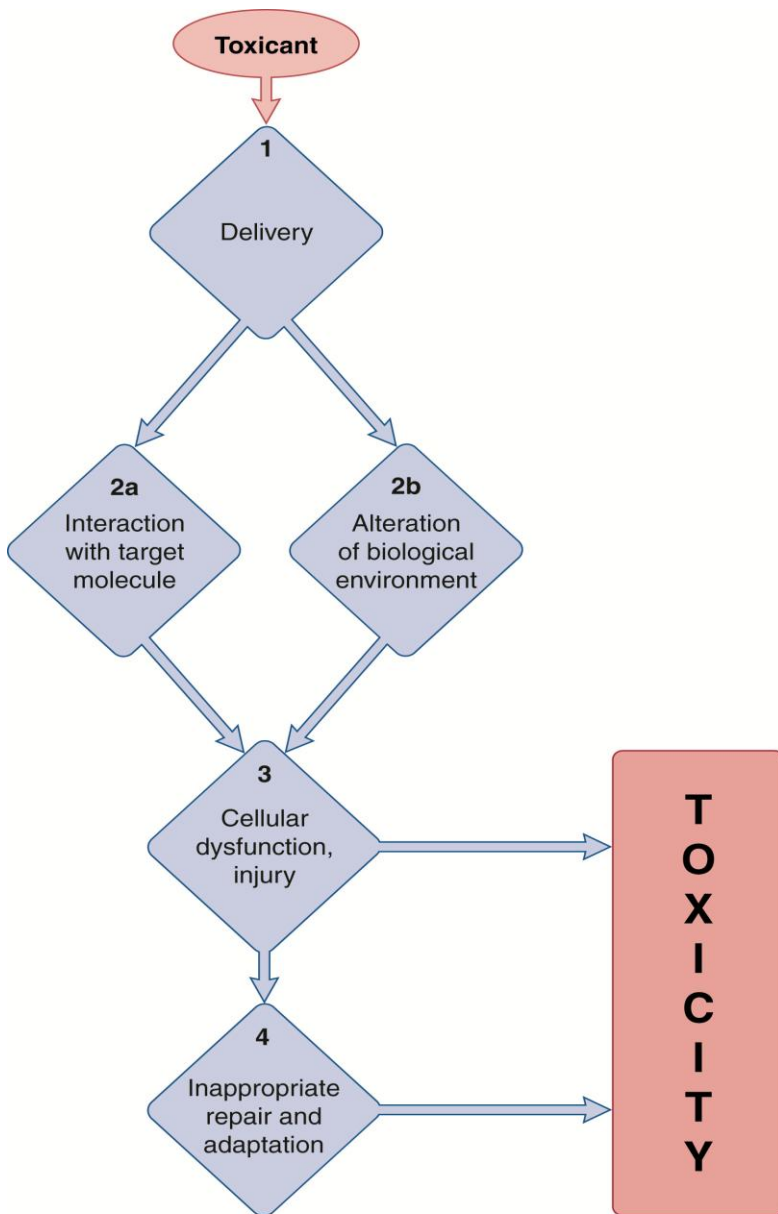 Toxicant
1
Delivery
2a
Interaction
with target
molecule
2b
Alteration
of biological
environment
3
Cellular
dysfunction,
injury
4
Inappropriate
repair and
adaptation
T
O
X
I
C
I
T
Y